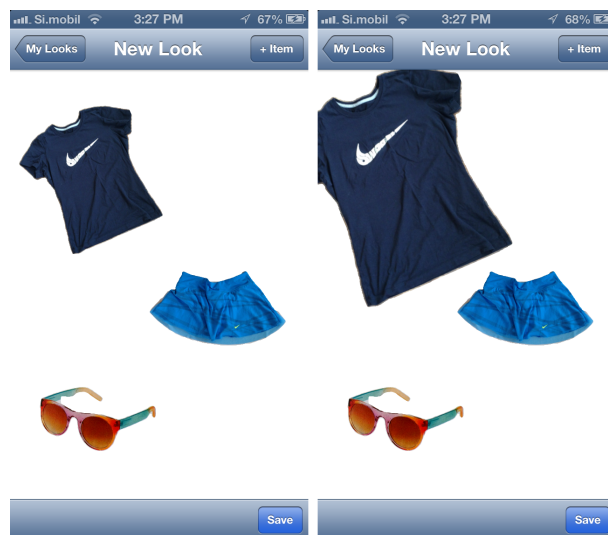 Si.mobil 3:27 PM 67%
My Looks New Look + Item
Save
Si.mobil 3:27 PM 68%
My Looks New Look + Item
Save